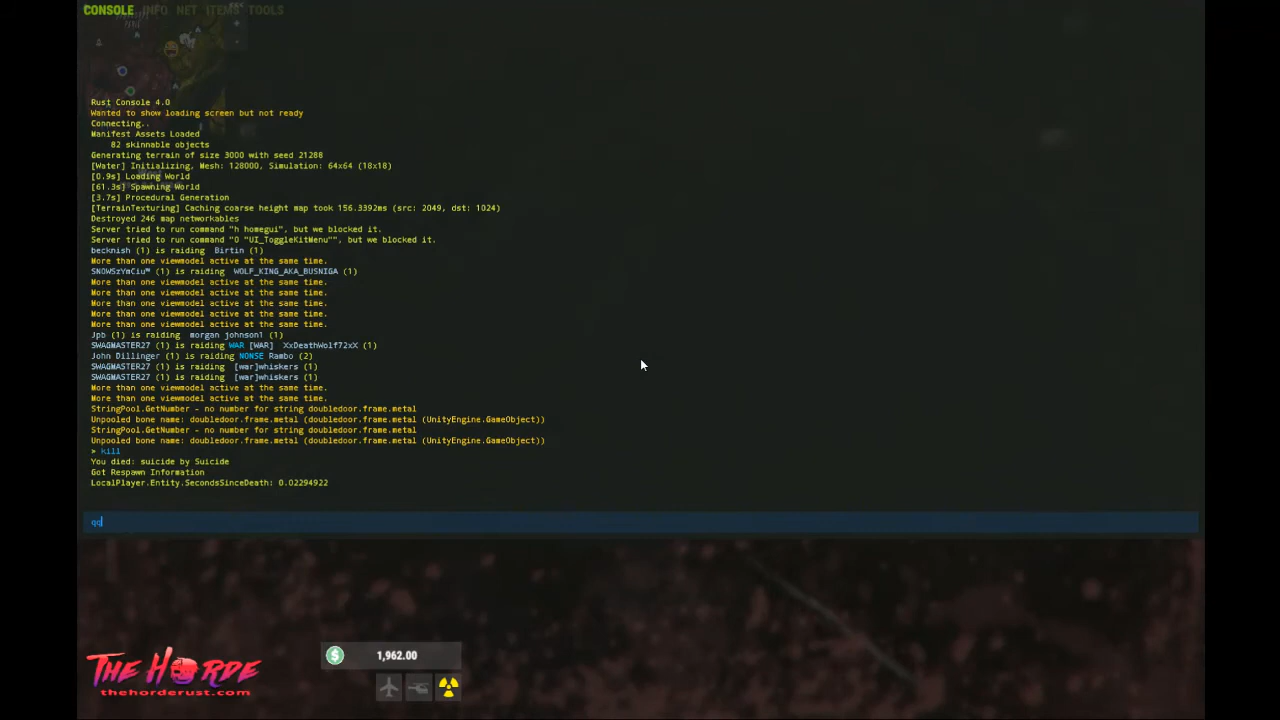 CONSOLE INFO NET ITEMS TOOLS
Rust Console 4.0
Wanted to show loading screen but not ready
Connecting..
Manifest Assets Loaded
82 skinnable objects
Generating terrain of size 3000 with seed 21288
[Water] Initializing, Mesh: 128000, Simulation: 64x64 (18x18)
[0.9s] Loading World
[61.3s] Spawning World
[3.7s] Procedural Generation
[TerrainTexturing] Caching coarse height map took 156.3392ms (src: 2049, dst: 1024)
Destroyed 246 map networkables
Server tried to run command "h homegui", but we blocked it.
Server tried to run command "O "UI_ToggleKitMenu"", but we blocked it.
becknish (1) is raiding Birtin (1)
More than one viewmodel active at the same time.
SNOWSzYmCiu™ (1) is raiding WOLF_KING_AKA_BUSNIGA (1)
More than one viewmodel active at the same time.
More than one viewmodel active at the same time.
More than one viewmodel active at the same time.
More than one viewmodel active at the same time.
More than one viewmodel active at the same time.
Jpb (1) is raiding morgan johnson1 (1)
SWAGMASTER27 (1) is raiding WAR [WAR] XxDeathWolf72xX (1)
John Dillinger (1) is raiding NONSE Rambo (2)
SWAGMASTER27 (1) is raiding [war]whiskers (1)
SWAGMASTER27 (1) is raiding [war]whiskers (1)
More than one viewmodel active at the same time.
More than one viewmodel active at the same time.
StringPool.GetNumber - no number for string doubledoor.frame.metal
Unpooled bone name: doubledoor.frame.metal (doubledoor.frame.metal (UnityEngine.GameObject))
StringPool.GetNumber - no number for string doubledoor.frame.metal
Unpooled bone name: doubledoor.frame.metal (doubledoor.frame.metal (UnityEngine.GameObject))
> kill
You died: suicide by Suicide
Got Respawn Information
LocalPlayer.Entity.SecondsSinceDeath: 0.02294922
qq
THE HORDE
thehorderust.com
$ 1,962.00